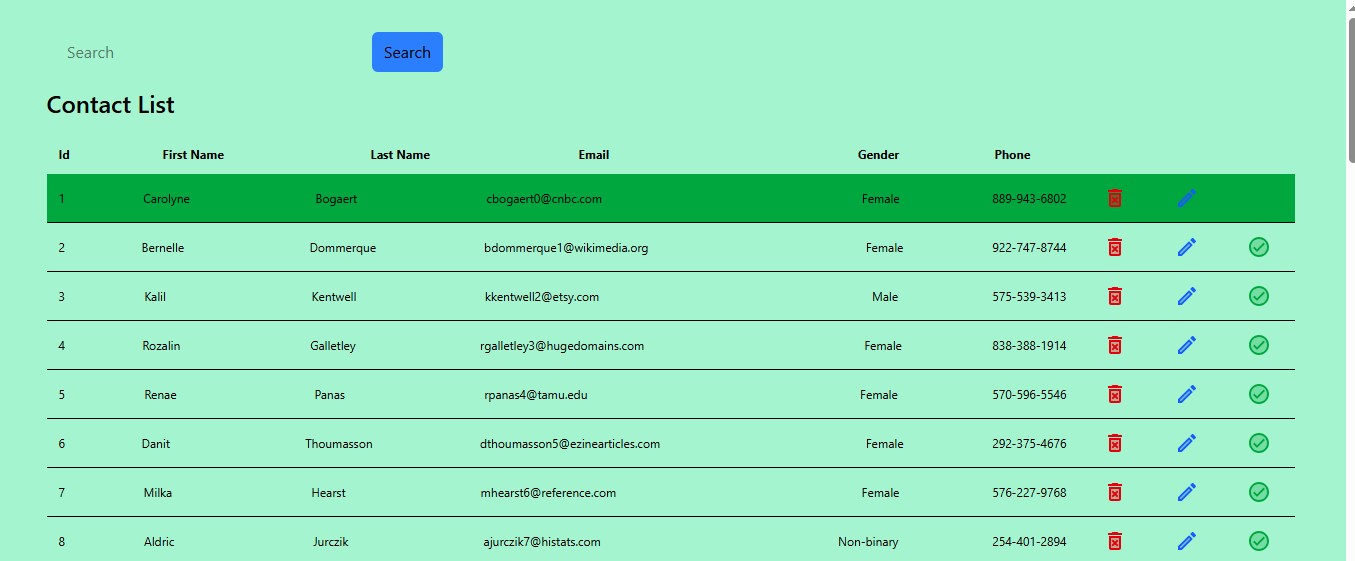 Search Search
Contact List
Id First Name Last Name Email Gender Phone
1 Carolyne Bogaert cbogaert0@cnbc.com Female 889-943-6802
2 Bernelle Dommerque bdommerque1@wikimedia.org Female 922-747-8744
3 Kalil Kentwell kkentwell2@etsy.com Male 575-539-3413
4 Rozalin Galletley rgalletley3@hugedomains.com Female 838-388-1914
5 Renae Panas rpanas4@tamu.edu Female 570-596-5546
6 Danit Thoumasson dthoumasson5@ezinearticles.com Female 292-375-4676
7 Milka Hearst mhearst6@reference.com Female 576-227-9768
8 Aldric Jurczik ajurczik7@histats.com Non-binary 254-401-2894